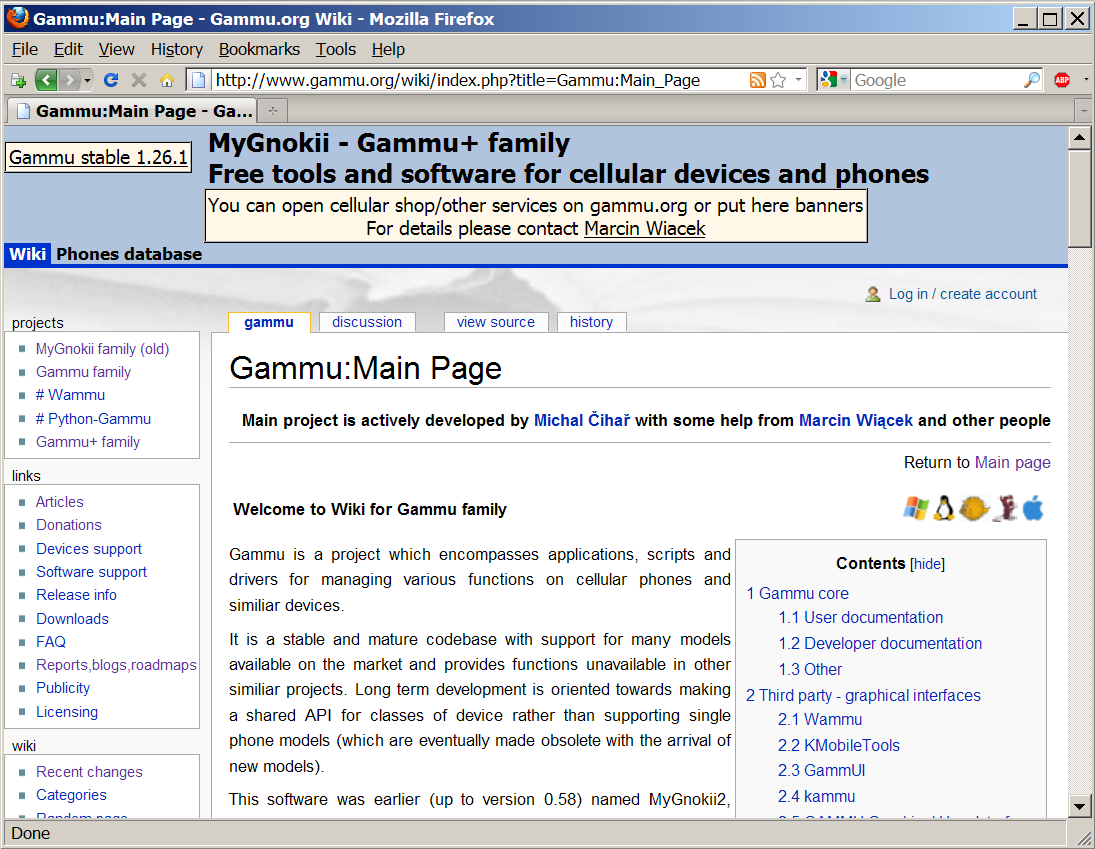 Gammu:Main Page - Gammu.org Wiki - Mozilla Firefox
File Edit View History Bookmarks Tools Help
http://www.gammu.org/wiki/index.php?title=Gammu:Main_Page
Google
ABP
Gammu:Main Page - Ga...
Gammu stable 1.26.1
MyGnokii - Gammu+ family
Free tools and software for cellular devices and phones
You can open cellular shop/other services on gammu.org or put here banners
For details please contact Marcin Wiacek
Wiki Phones database
Log in / create account
gammu discussion view source history
projects
MyGnokii family (old)
Gammu family
# Wammu
# Python-Gammu
Gammu+ family
links
Articles
Donations
Devices support
Software support
Release info
Downloads
FAQ
Reports,blogs,roadmaps
Publicity
Licensing
wiki
Recent changes
Categories
Random page
Gammu:Main Page
Main project is actively developed by Michal Čihař with some help from Marcin Wiącek and other people
Return to Main page
Welcome to Wiki for Gammu family
Gammu is a project which encompasses applications, scripts and
drivers for managing various functions on cellular phones and
similiar devices.
It is a stable and mature codebase with support for many models
available on the market and provides functions unavailable in other
similiar projects. Long term development is oriented towards making
a shared API for classes of device rather than supporting single
phone models (which are eventually made obsolete with the arrival of
new models).
This software was earlier (up to version 0.58) named MyGnokii2,
Contents [hide]
1 Gammu core
1.1 User documentation
1.2 Developer documentation
1.3 Other
2 Third party - graphical interfaces
2.1 Wammu
2.2 KMobileTools
2.3 GammUI
2.4 kammu
Done